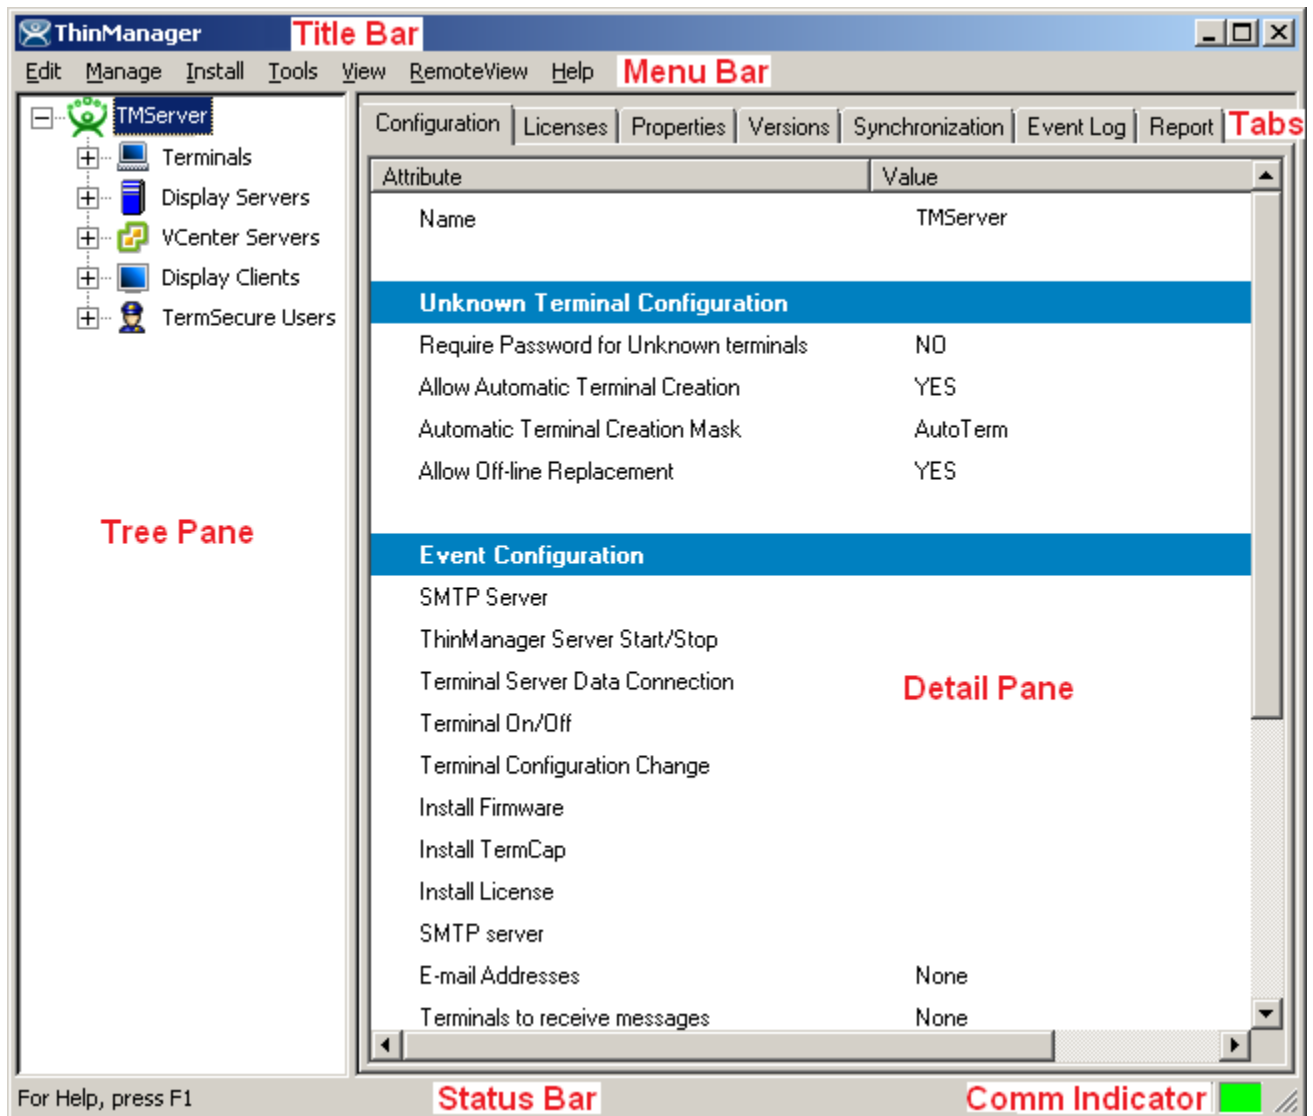 ThinManager Title Bar
Edit Manage Install Tools View RemoteView Help Menu Bar
TMServer
Terminals
Display Servers
VCenter Servers
Display Clients
TermSecure Users
Tree Pane
Configuration Licenses Properties Versions Synchronization Event Log Report Tabs
Attribute Value
Name TMServer
Unknown Terminal Configuration
Require Password for Unknown terminals NO
Allow Automatic Terminal Creation YES
Automatic Terminal Creation Mask AutoTerm
Allow Off-line Replacement YES
Event Configuration
SMTP Server
ThinManager Server Start/Stop
Terminal Server Data Connection
Detail Pane
Terminal On/Off
Terminal Configuration Change
Install Firmware
Install TermCap
Install License
SMTP server
E-mail Addresses None
Terminals to receive messages None
For Help, press F1 Status Bar Comm Indicator